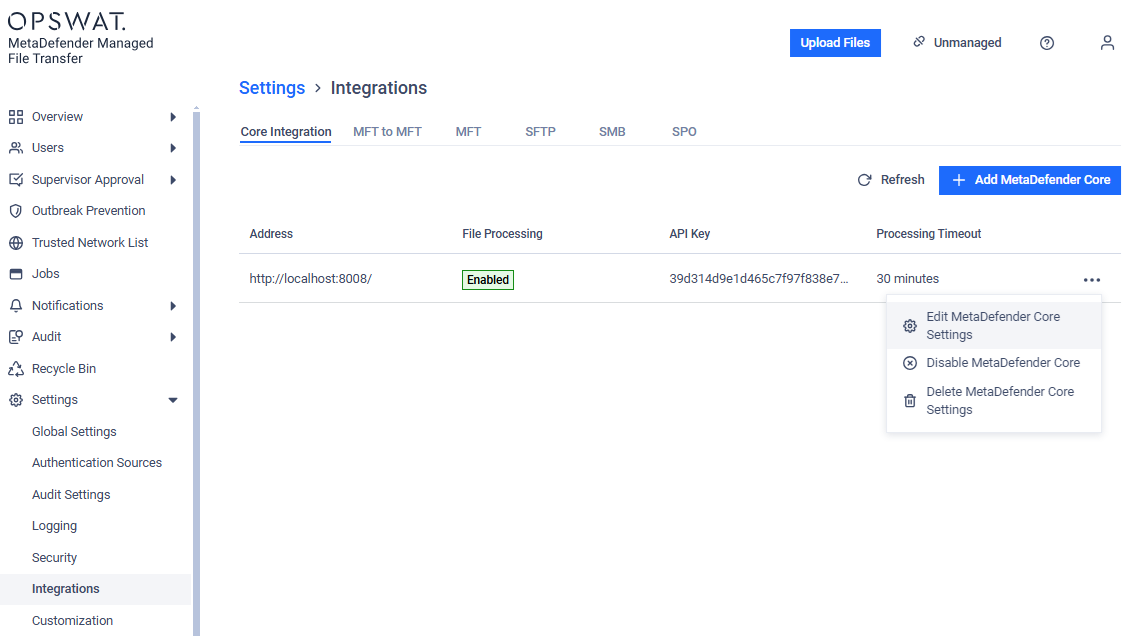 OPSWAT.
MetaDefender Managed
File Transfer
Upload Files
Unmanaged
Settings > Integrations
Overview
Users
Supervisor Approval
Outbreak Prevention
Trusted Network List
Jobs
Notifications
Audit
Recycle Bin
Settings
Global Settings
Authentication Sources
Audit Settings
Logging
Security
Integrations
Customization
Core Integration MFT to MFT MFT SFTP SMB SPO
Refresh
+ Add MetaDefender Core
Address File Processing API Key Processing Timeout
http://localhost:8008/ Enabled 39d314d9e1d465c7f97f838e7... 30 minutes
Edit MetaDefender Core
Settings
Disable MetaDefender Core
Delete MetaDefender Core
Settings